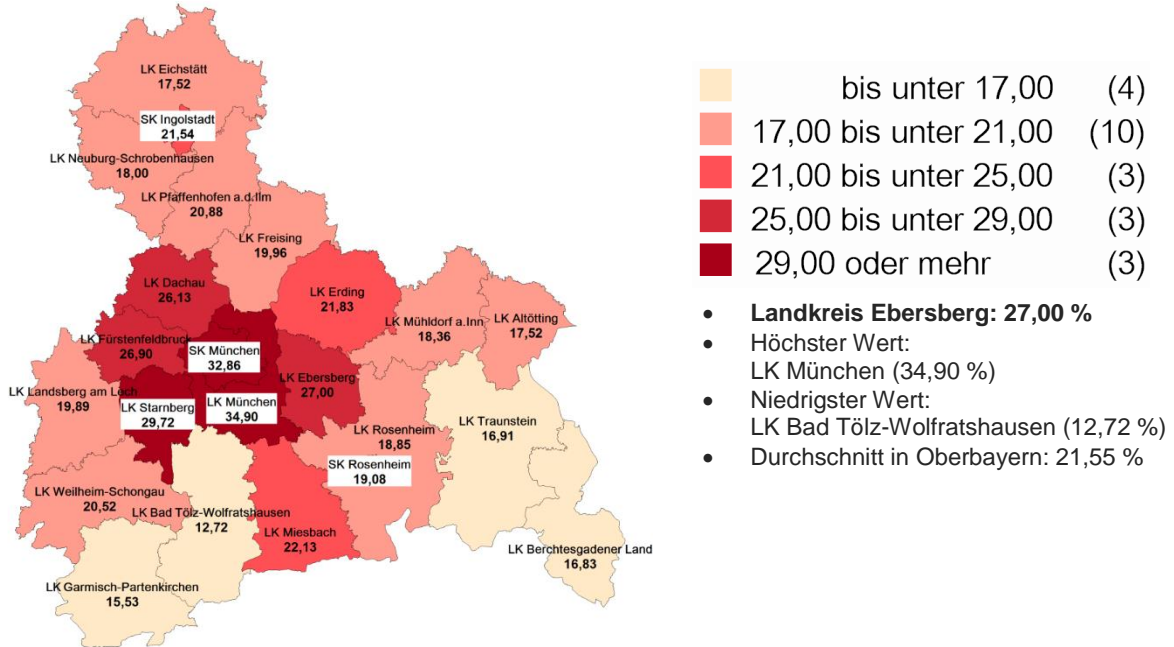 LK Eichstätt
17,52
SK Ingolstadt
21,54
LK Neuburg-Schrobenhausen
18,00
LK Pfaffenhofen a.d.Ilm
20,88
LK Freising
19,96
LK Dachau
26,13
LK Erding
21,83
LK Mühldorf a.Inn
18,36
LK Altötting
17,52
LK Fürstenfeldbruck
26,90
SK München
32,86
LK Ebersberg
27,00
LK Landsberg am Lech
19,89
LK Starnberg
29,72
LK München
34,90
LK Traunstein
16,91
LK Rosenheim
18,85
SK Rosenheim
19,08
LK Weilheim-Schongau
20,52
LK Bad Tölz-Wolfratshausen
12,72
LK Miesbach
22,13
LK Berchtesgadener Land
16,83
LK Garmisch-Partenkirchen
15,53
bis unter 17,00 (4)
17,00 bis unter 21,00 (10)
21,00 bis unter 25,00 (3)
25,00 bis unter 29,00 (3)
29,00 oder mehr (3)
• Landkreis Ebersberg: 27,00 %
• Höchster Wert:
LK München (34,90 %)
• Niedrigster Wert:
LK Bad Tölz-Wolfratshausen (12,72 %)
• Durchschnitt in Oberbayern: 21,55 %